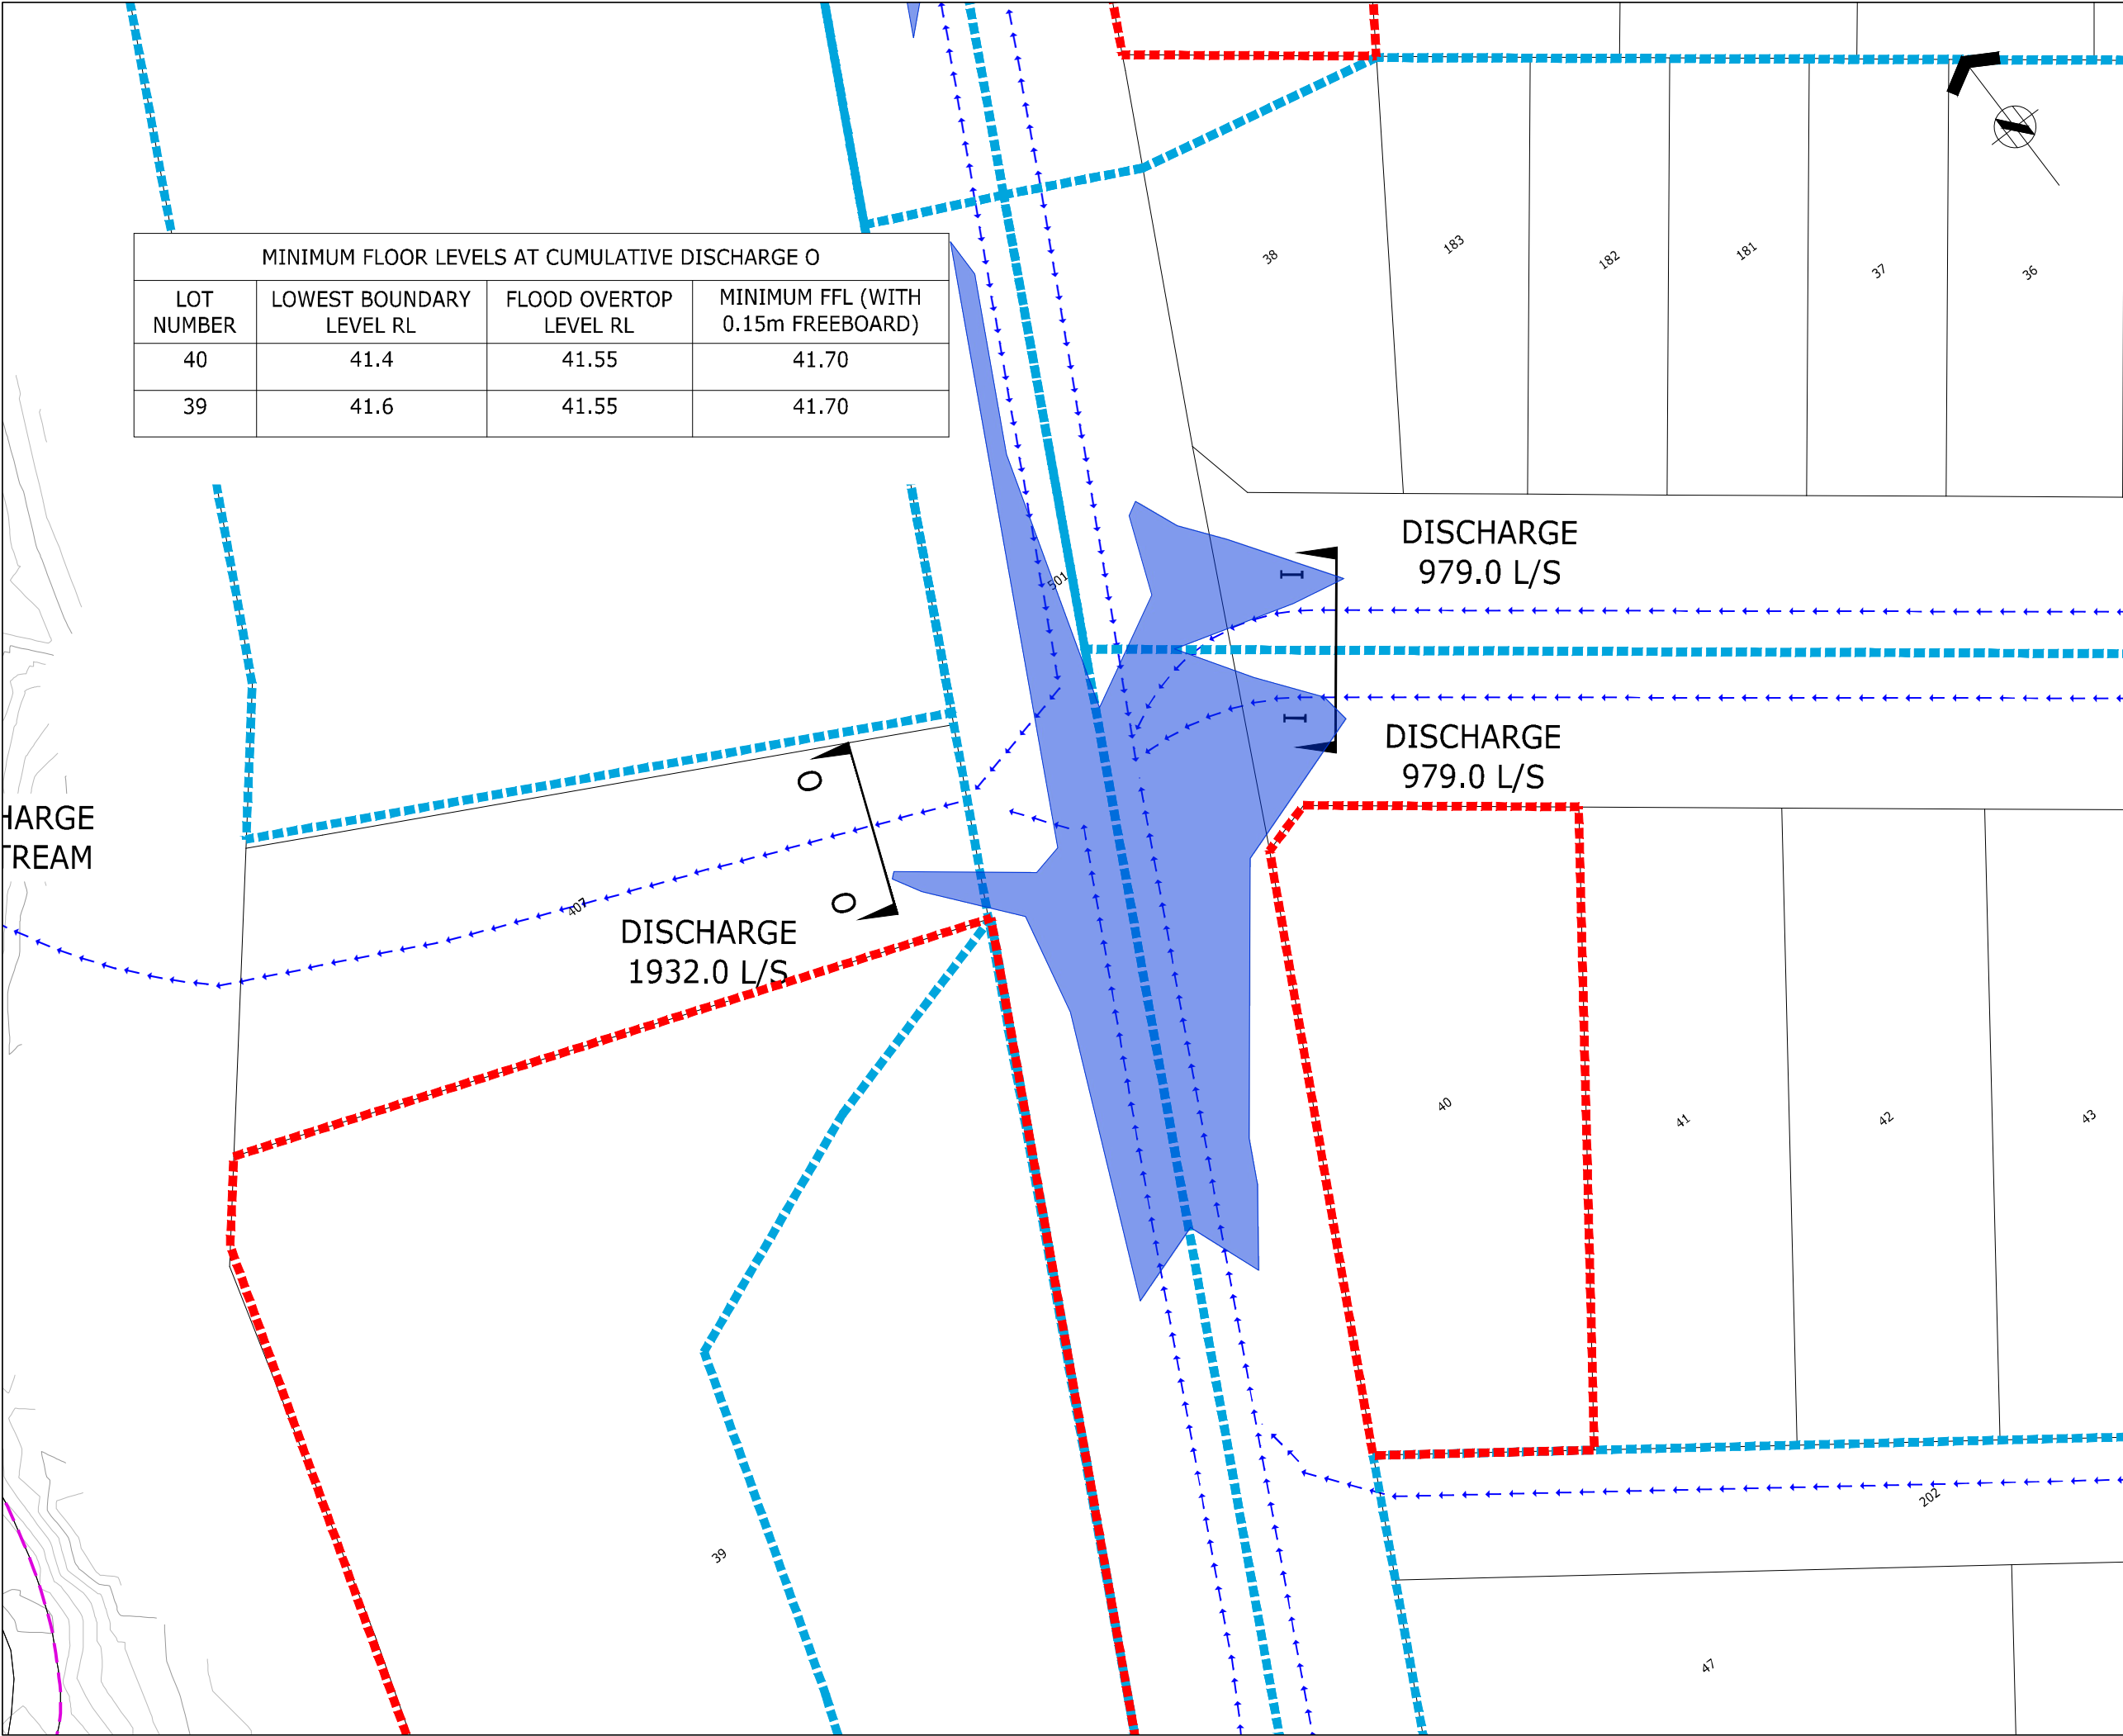 MINIMUM FLOOR LEVELS AT CUMULATIVE DISCHARGE O
LOT NUMBER
LOWEST BOUNDARY LEVEL RL
FLOOD OVERTOP LEVEL RL
MINIMUM FFL (WITH 0.15m FREEBOARD)
40 41.4 41.55 41.70
39 41.6 41.55 41.70
38
183
182
181
37
36
501
DISCHARGE
979.0 L/S
I
I
DISCHARGE
979.0 L/S
O
O
HARGE
TREAM
407
DISCHARGE
1932.0 L/S
40
41
42
43
202
39
47